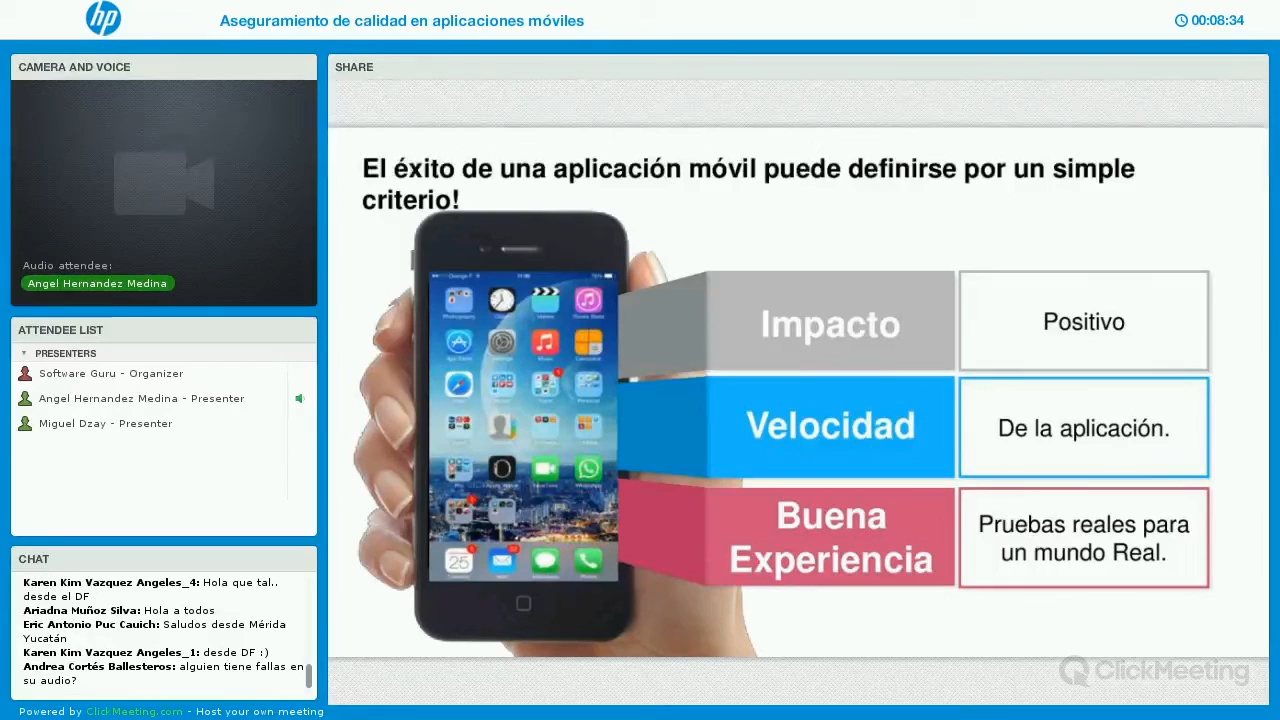 hp
Aseguramiento de calidad en aplicaciones móviles
00:08:34
CAMERA AND VOICE
Audio attendee:
Angel Hernandez Medina
ATTENDEE LIST
PRESENTERS
Software Guru - Organizer
Angel Hernandez Medina - Presenter
Miguel Dzay - Presenter
CHAT
Karen Kim Vazquez Angeles_4: Hola que tal..
desde el DF
Ariadna Muñoz Silva: Hola a todos
Eric Antonio Puc Cauich: Saludos desde Mérida
Yucatán
Karen Kim Vazquez Angeles_1: desde DF :)
Andrea Cortés Ballesteros: alguien tiene fallas en
su audio?
Powered by ClickMeeting.com - Host your own meeting
SHARE
El éxito de una aplicación móvil puede definirse por un simple
criterio!
25
Impacto
Positivo
Velocidad
De la aplicación.
Buena
Experiencia
Pruebas reales para
un mundo Real.
ClickMeeting